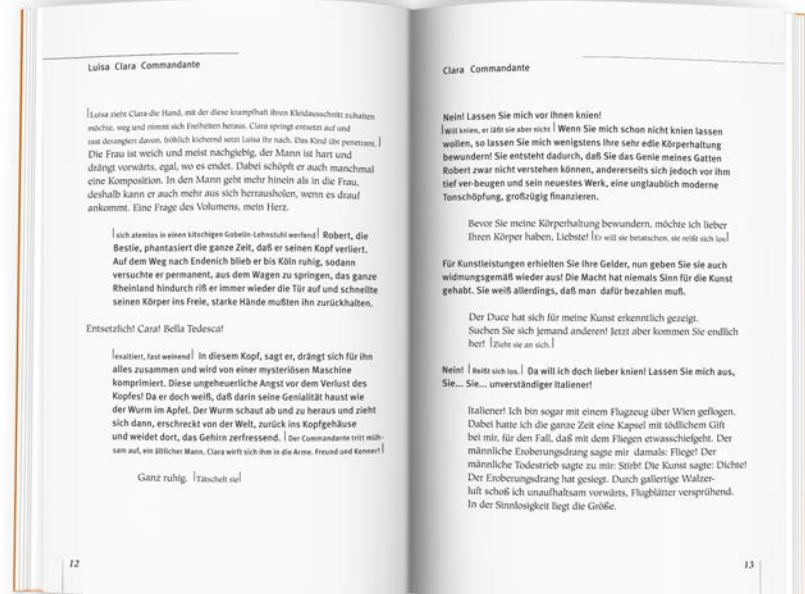 Luisa Clara Commandante
|Luisa zieht Clara die Hand, mit der diese krampfhaft ihren Kleidausschnitt zuhalten
möchte, weg und nimmt sich Freiheiten heraus. Clara springt entsetzt auf und
rast derangiert davon, fröhlich kichernd setzt Luisa ihr nach. Das Kind übt penetrant.|
Die Frau ist weich und meist nachgiebig, der Mann ist hart und
drängt vorwärts, egal, wo es endet. Dabei schöpft er auch manchmal
eine Komposition. In den Mann geht mehr hinein als in die Frau,
deshalb kann er auch mehr aus sich herausholen, wenn es drauf
ankommt. Eine Frage des Volumens, mein Herz.
|sich atemlos in einen kitschigen Gobelin-Lehnstuhl werfend| Robert, die
Bestie, phantasiert die ganze Zeit, daß er seinen Kopf verliert.
Auf dem Weg nach Endenich blieb er bis Köln ruhig, sodann
versuchte er permanent, aus dem Wagen zu springen, das ganze
Rheinland hindurch riß er immer wieder die Tür auf und schnellte
seinen Körper ins Freie, starke Hände mußten ihn zurückhalten.
Entsetzlich! Cara! Bella Tedesca!
|exaltiert, fast weinend| In diesem Kopf, sagt er, drängt sich für ihn
alles zusammen und wird von einer mysteriösen Maschine
komprimiert. Diese ungeheuerliche Angst vor dem Verlust des
Kopfes! Da er doch weiß, daß darin seine Genialität haust wie
der Wurm im Apfel. Der Wurm schaut ab und zu heraus und zieht
sich dann, erschreckt von der Welt, zurück ins Kopfgehäuse
und weidet dort, das Gehirn zerfressend. |Der Commandante tritt müh-
sam auf, ein ältlicher Mann. Clara wirft sich ihm in die Arme. Freund und Kenner!|
Ganz ruhig. |Tätschelt sie|
12
Clara Commandante
Nein! Lassen Sie mich vor Ihnen knien!
|Will knien, er läßt sie aber nicht| Wenn Sie mich schon nicht knien lassen
wollen, so lassen Sie mich wenigstens Ihre sehr edle Körperhaltung
bewundern! Sie entsteht dadurch, daß Sie das Genie meines Gatten
Robert zwar nicht verstehen können, andererseits sich jedoch vor ihm
tief ver-beugen und sein neuestes Werk, eine unglaublich moderne
Tonschöpfung, großzügig finanzieren.
Bevor Sie meine Körperhaltung bewundern, möchte ich lieber
Ihren Körper haben, Liebste! |Er will sie betatschen, sie reißt sich los|
Für Kunstleistungen erhielten Sie Ihre Gelder, nun geben Sie sie auch
widmungsgemäß wieder aus! Die Macht hat niemals Sinn für die Kunst
gehabt. Sie weiß allerdings, daß man dafür bezahlen muß.
Der Duce hat sich für meine Kunst erkenntlich gezeigt.
Suchen Sie sich jemand anderen! Jetzt aber kommen Sie endlich
her! |Zieht sie an sich.|
Nein! |Reißt sich los.| Da will ich doch lieber knien! Lassen Sie mich aus,
Sie... Sie... unverständiger Italiener!
Italiener! Ich bin sogar mit einem Flugzeug über Wien geflogen.
Dabei hatte ich die ganze Zeit eine Kapsel mit tödlichem Gift
bei mir, für den Fall, daß mit dem Fliegen etwasschiefgeht. Der
männliche Eroberungsdrang sagte mir damals: Fliege! Der
männliche Todestrieb sagte zu mir: Stirb! Die Kunst sagte: Dichte!
Der Eroberungsdrang hat gesiegt. Durch gallertige Walzer-
luft schoß ich unaufhaltsam vorwärts, Flugblätter versprühend.
In der Sinnlosigkeit liegt die Größe.
13